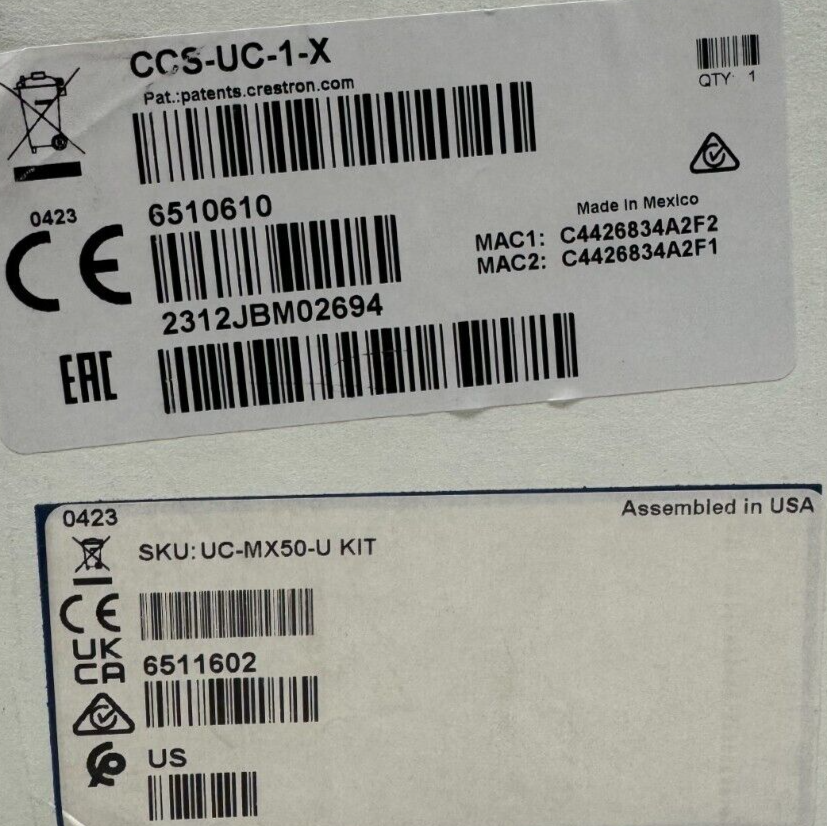 CCS-UC-1-X
Pat.:patents.crestron.com
QTY: 1
0423
6510610
Made in Mexico
MAC1: C4426834A2F2
MAC2: C4426834A2F1
CE
2312JBM02694
EAC
0423
Assembled in USA
SKU: UC-MX50-U KIT
CE
UK
CA
6511602
US